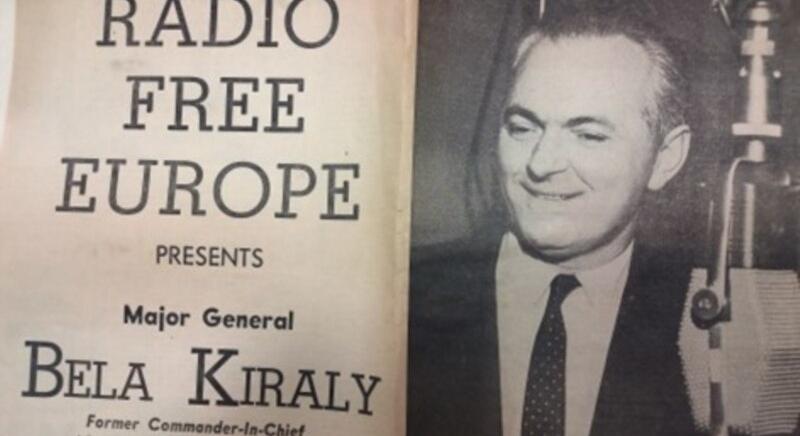 RADIO
FREE
EUROPE
PRESENTS
Major General
BELA KIRALY
Former Commander-In-Chief